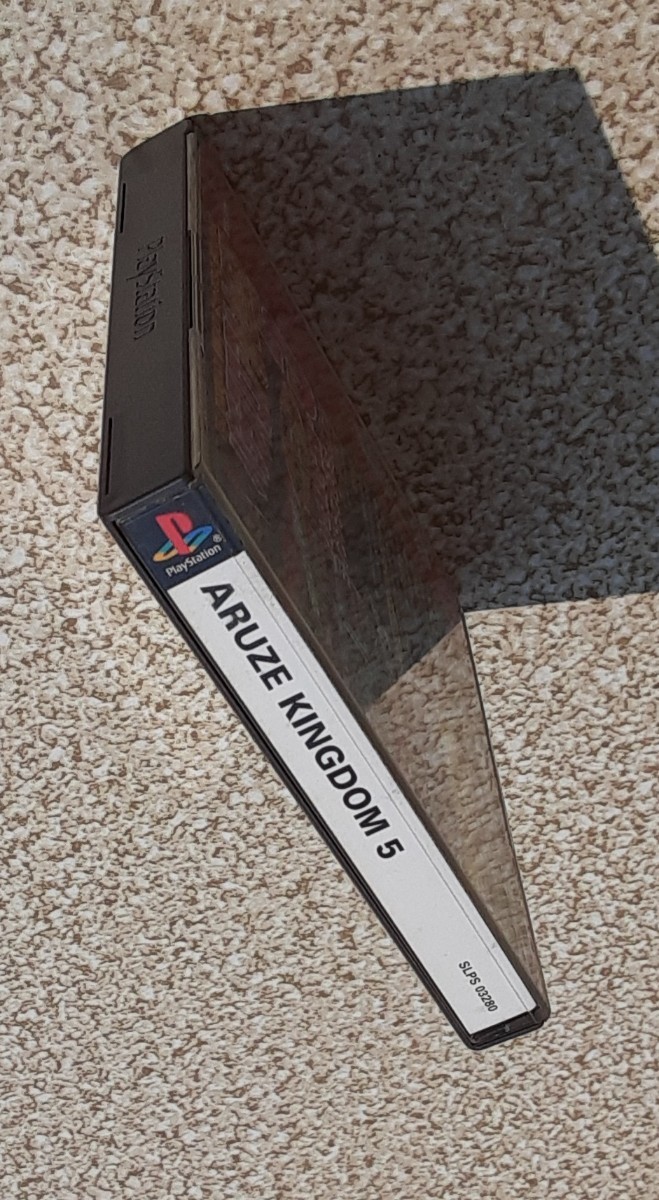 PlayStation
PlayStation®
ARUZE KINGDOM 5
SLPS 03280